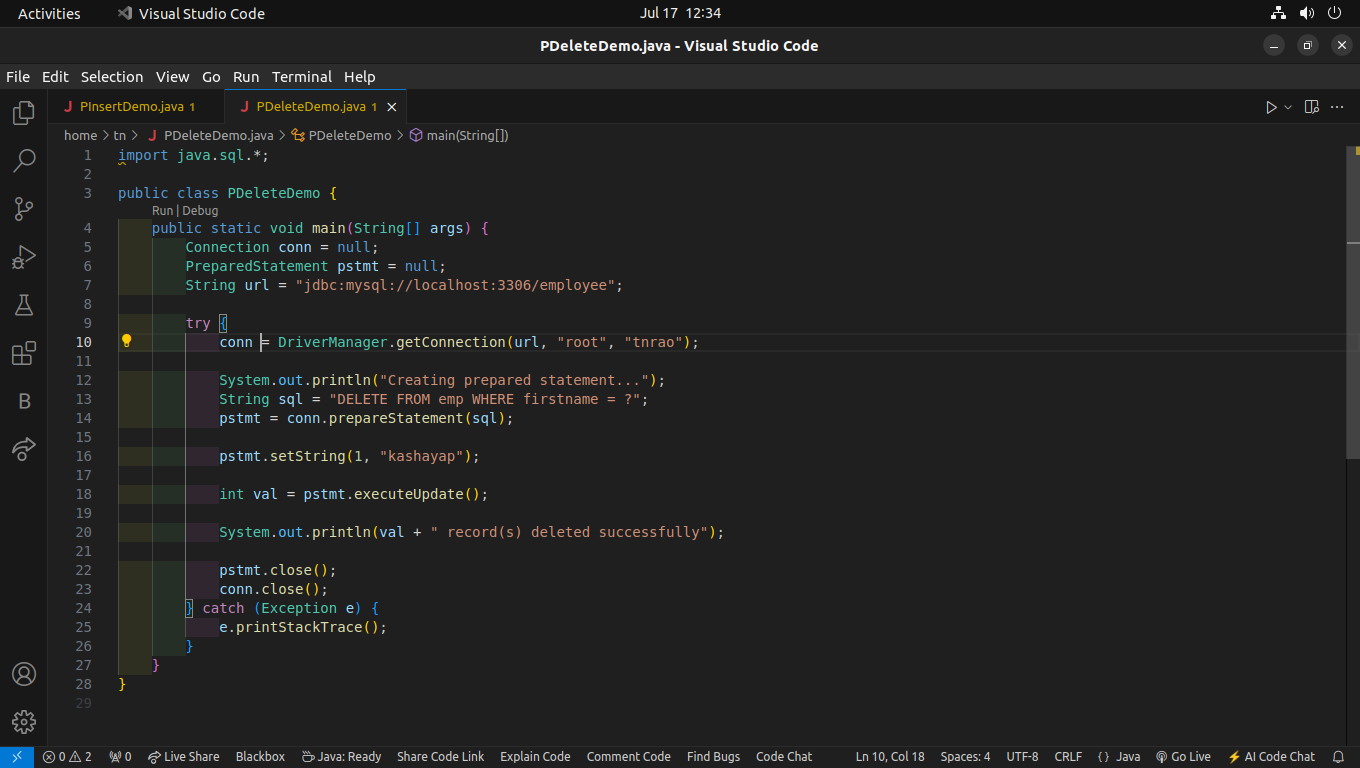 Activities Visual Studio Code Jul 17 12:34
PDeleteDemo.java - Visual Studio Code
File Edit Selection View Go Run Terminal Help
J PInsertDemo.java 1 J PDeleteDemo.java 1
home > tn > J PDeleteDemo.java > PDeleteDemo > main(String[])
1 import java.sql.*;
2
3 public class PDeleteDemo {
Run | Debug
4 public static void main(String[] args) {
5 Connection conn = null;
6 PreparedStatement pstmt = null;
7 String url = "jdbc:mysql://localhost:3306/employee";
8
9 try {
10 conn = DriverManager.getConnection(url, "root", "tnrao");
11
12 System.out.println("Creating prepared statement...");
13 String sql = "DELETE FROM emp WHERE firstname = ?";
14 pstmt = conn.prepareStatement(sql);
15
16 pstmt.setString(1, "kashayap");
17
18 int val = pstmt.executeUpdate();
19
20 System.out.println(val + " record(s) deleted successfully");
21
22 pstmt.close();
23 conn.close();
24 } catch (Exception e) {
25 e.printStackTrace();
26 }
27 }
28 }
29
B
0 2 0 Live Share Blackbox Java: Ready Share Code Link Explain Code Comment Code Find Bugs Code Chat Ln 10, Col 18 Spaces: 4 UTF-8 CRLF {} Java Go Live AI Code Chat